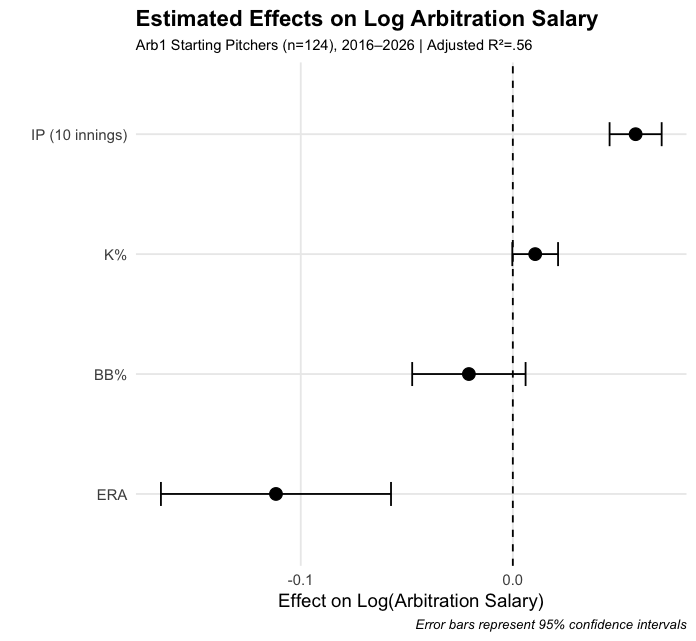 Estimated Effects on Log Arbitration Salary
Arb1 Starting Pitchers (n=124), 2016–2026 | Adjusted R²=.56
IP (10 innings)
K%
BB%
ERA
-0.1
0.0
Effect on Log(Arbitration Salary)
Error bars represent 95% confidence intervals